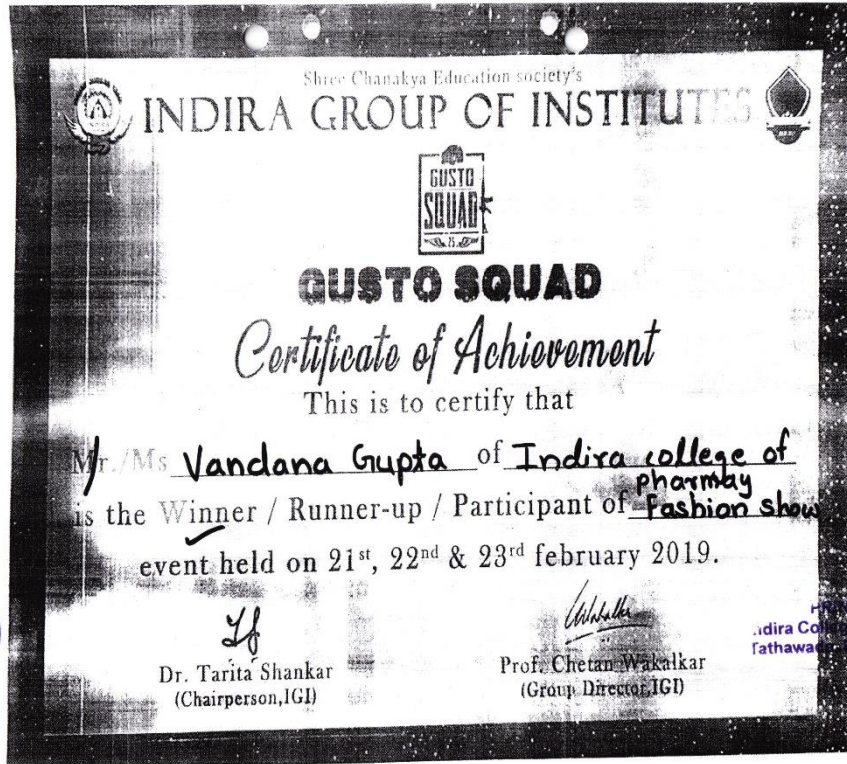 Shree Chanakya Education society's
INDIRA GROUP OF INSTITUTES
GUSTO
SQUAD
25
GUSTO SQUAD
Certificate of Achievement
This is to certify that
Mr./Ms Vandana Gupta of Indira college of
pharmay
is the Winner / Runner-up / Participant of Fashion show
event held on 21st, 22nd & 23rd february 2019.
Dr. Tarita Shankar
(Chairperson,IGI)
Prof. Chetan Wakalkar
(Group Director,IGI)